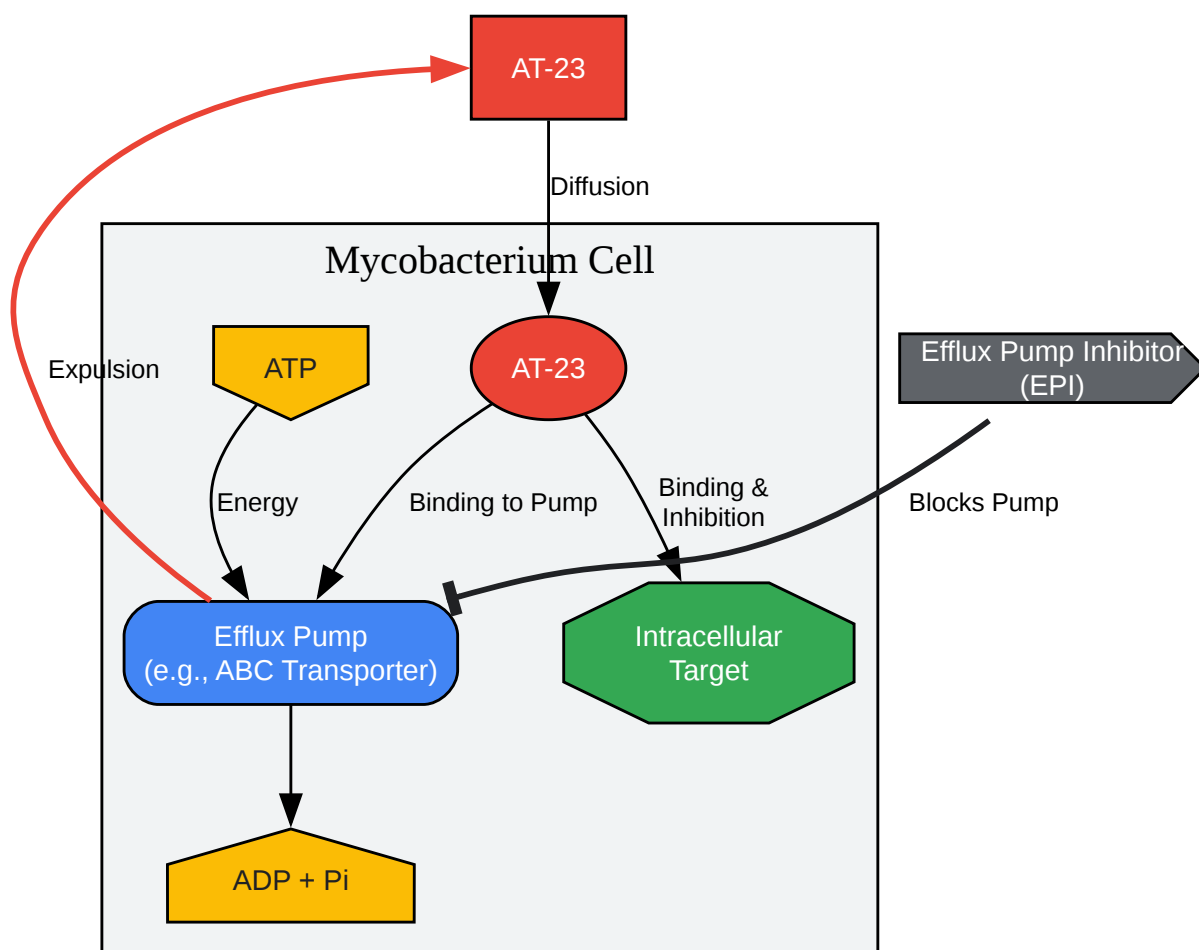 AT-23
Diffusion
Mycobacterium Cell
Expulsion
ATP
AT-23
Efflux Pump Inhibitor
(EPI)
Energy
Binding to Pump
Binding &
Inhibition
Blocks Pump
Efflux Pump
(e.g., ABC Transporter)
Intracellular
Target
ADP + Pi